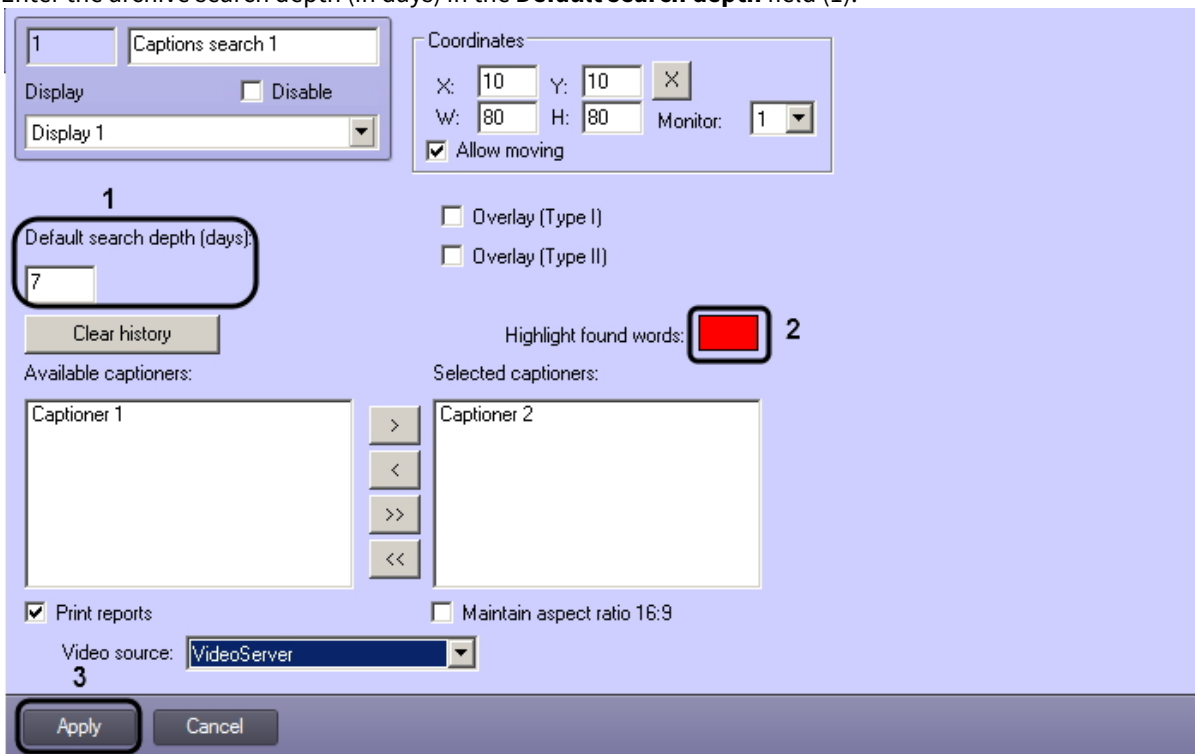 Enter the archive search depth (in days) in the Default search depth field (1).
1 Captions search 1
Display Disable
Display 1
Coordinates
X: 10 Y: 10 X
W: 80 H: 80 Monitor: 1
Allow moving
1
Default search depth (days):
7
Overlay (Type I)
Overlay (Type II)
Clear history
Highlight found words: 2
Available captioners:
Selected captioners:
Captioner 1
Captioner 2
>
<
>>
<<
Print reports
Maintain aspect ratio 16:9
Video source: VideoServer
3
Apply Cancel